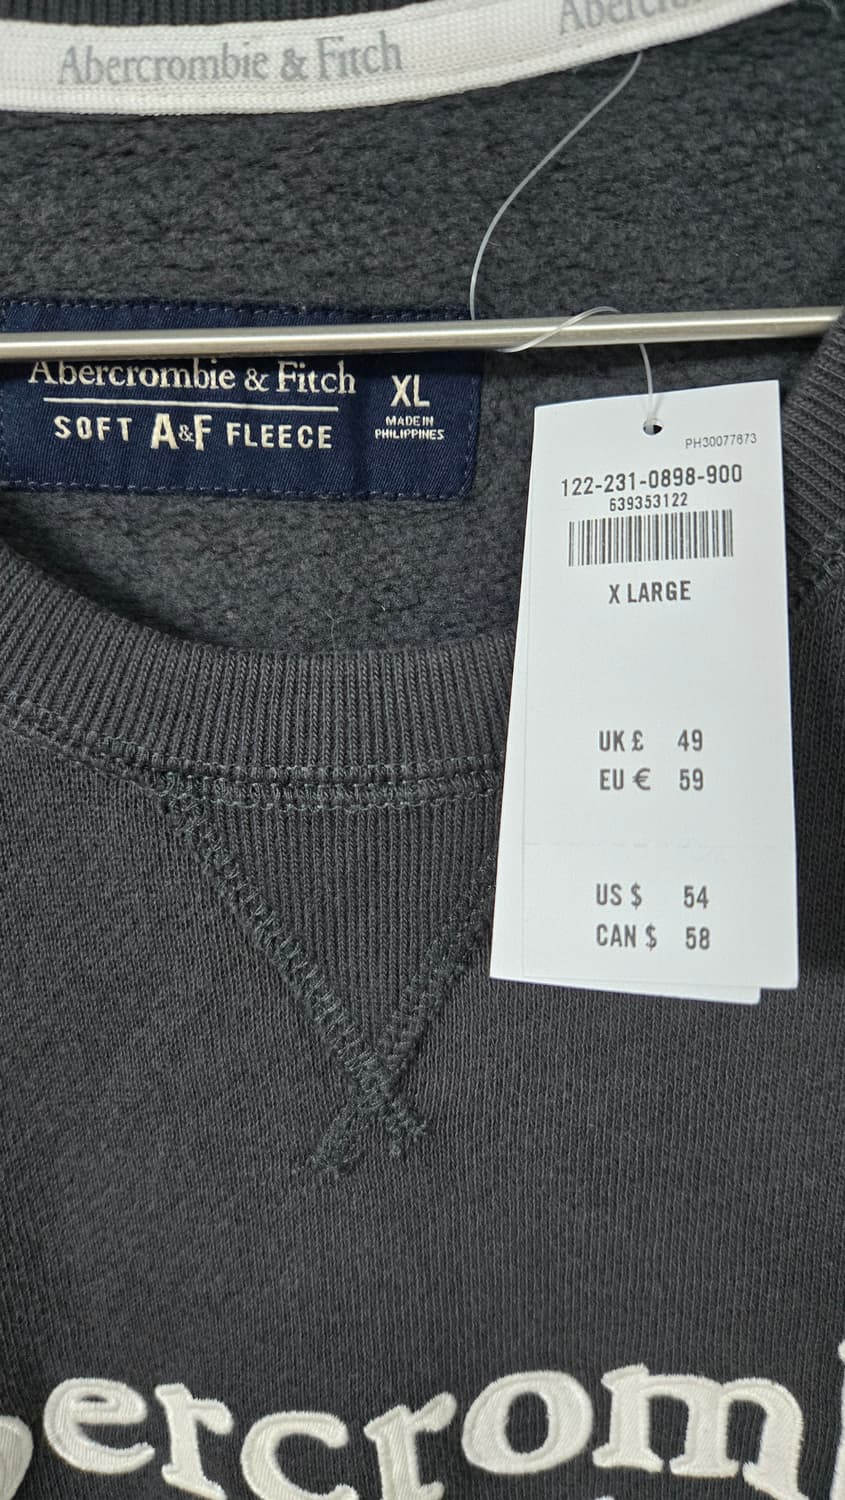 Abercrombie & Fitch
Abercrombie & Fitch
XL
SOFT A&F FLEECE
MADE IN
PHILIPPINES
PH30077673
122-231-0898-900
639353122
X LARGE
UK £ 49
EU € 59
US $ 54
CAN $ 58
ercrom